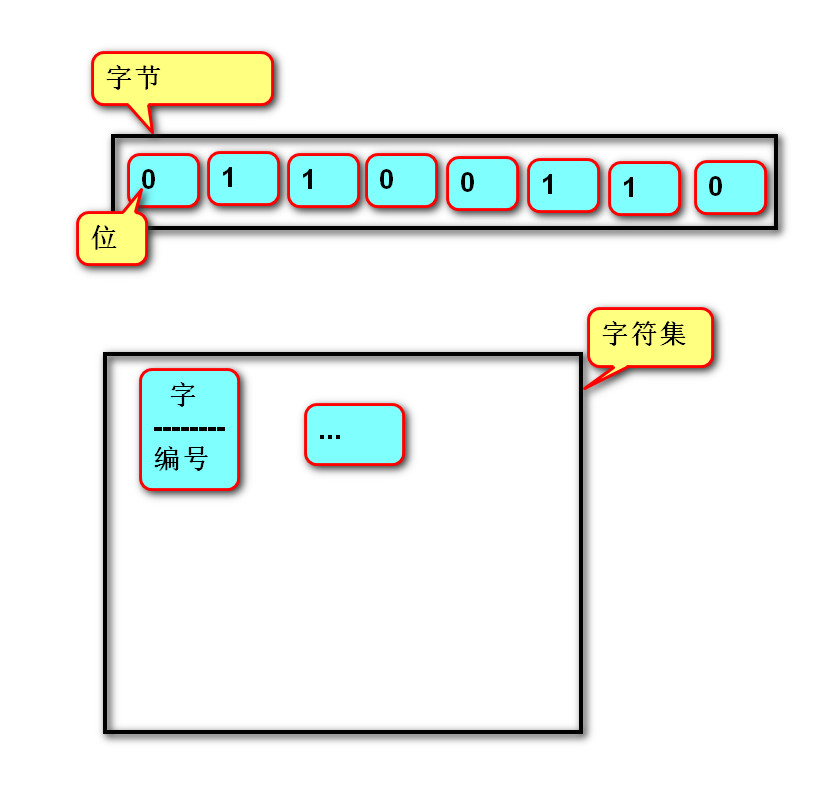 字节
0 1 1 0 0 1 1 0
位
字符集
字
--------
编号
...